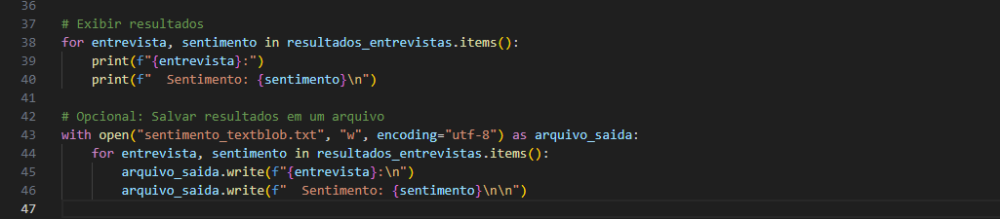 36
37 # Exibir resultados
38 for entrevista, sentimento in resultados_entrevistas.items():
39     print(f"{entrevista}:")
40     print(f"  Sentimento: {sentimento}\n")
41
42 # Opcional: Salvar resultados em um arquivo
43 with open("sentimento_textblob.txt", "w", encoding="utf-8") as arquivo_saida:
44     for entrevista, sentimento in resultados_entrevistas.items():
45         arquivo_saida.write(f"{entrevista}:\n")
46         arquivo_saida.write(f"  Sentimento: {sentimento}\n\n")
47